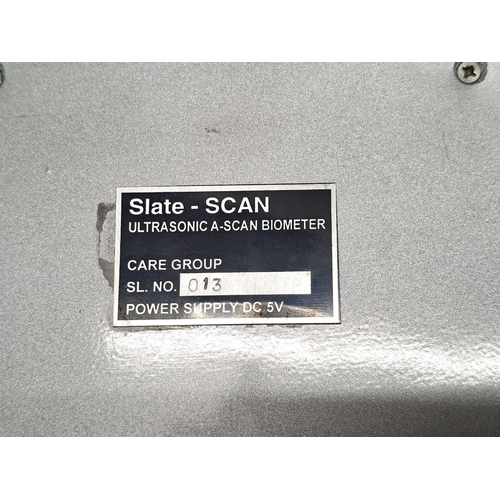 Slate - SCAN
ULTRASONIC A-SCAN BIOMETER
CARE GROUP
SL. NO. 013
POWER SUPPLY DC 5V